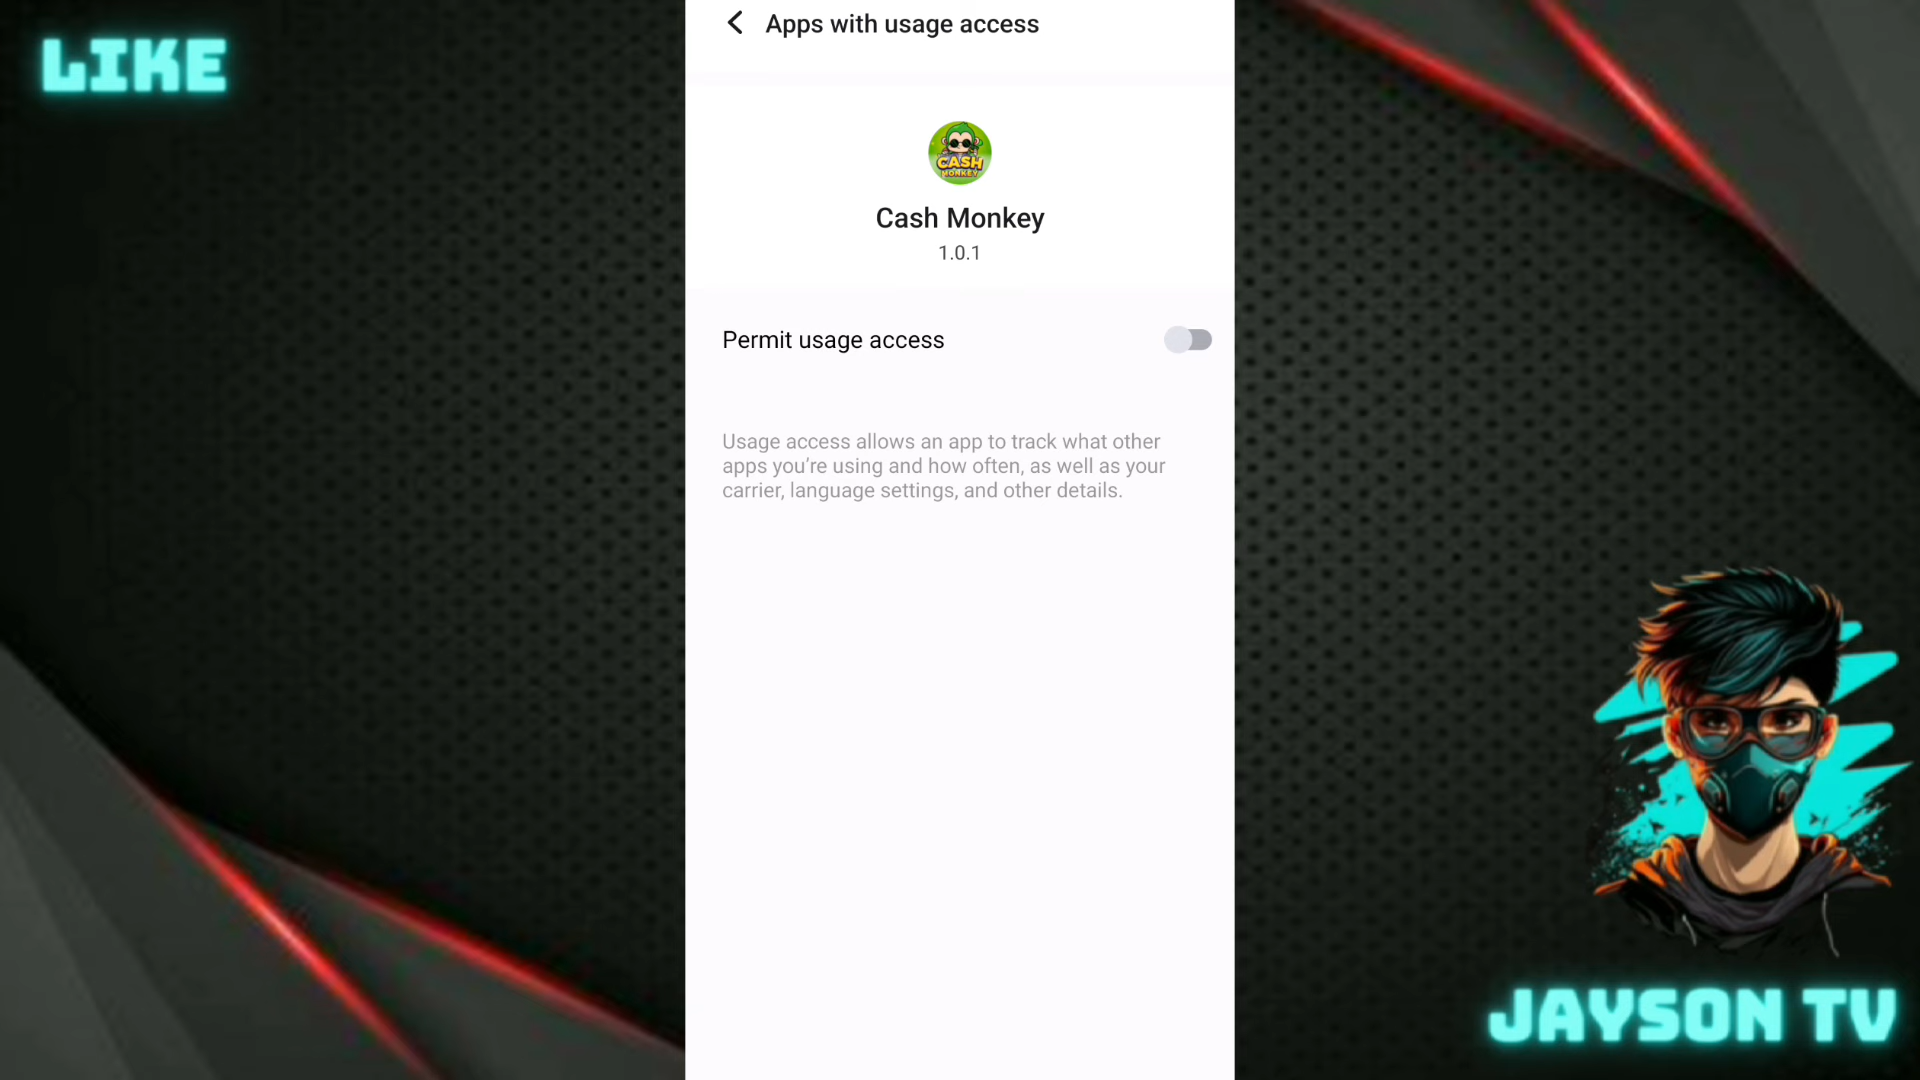 LIKE
Apps with usage access
CASH
MONKEY
Cash Monkey
1.0.1
Permit usage access
Usage access allows an app to track what other
apps you’re using and how often, as well as your
carrier, language settings, and other details.
JAYSON TV